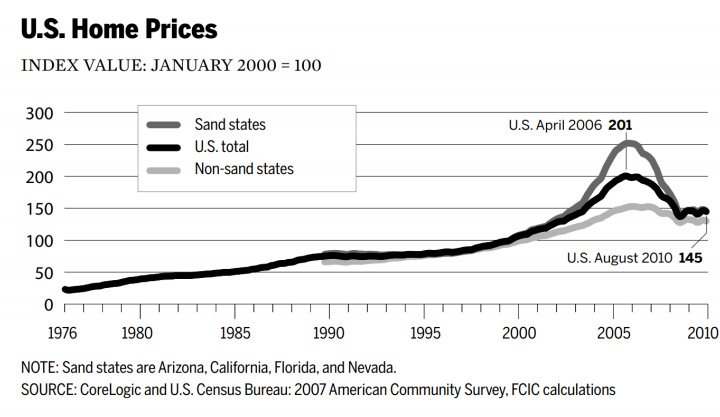 U.S. Home Prices
INDEX VALUE: JANUARY 2000 = 100
300
250
200
150
100
50
0
Sand states
U.S. total
Non-sand states
U.S. April 2006 201
U.S. August 2010 145
1976 1980 1985 1990 1995 2000 2005 2010
NOTE: Sand states are Arizona, California, Florida, and Nevada.
SOURCE: CoreLogic and U.S. Census Bureau: 2007 American Community Survey, FCIC calculations